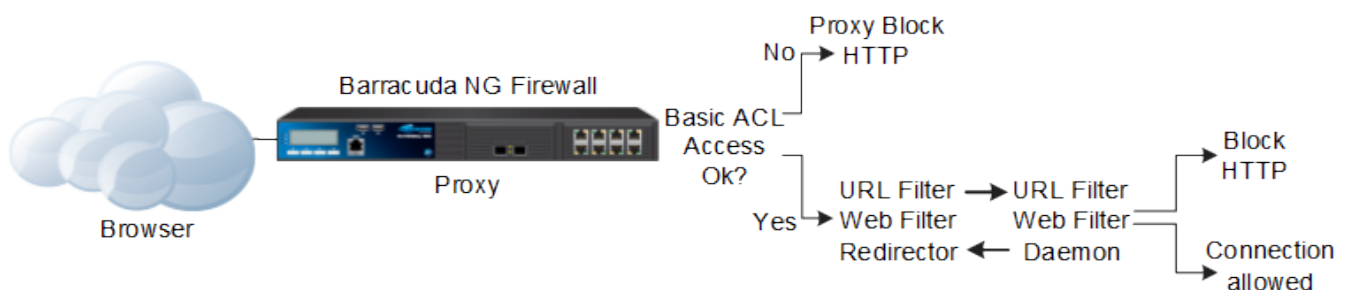 Browser
Barracuda NG Firewall
Proxy
Basic ACL
Access
Ok?
No
Proxy Block
HTTP
Yes
URL Filter
Web Filter
Redirector
URL Filter
Web Filter
Daemon
Block
HTTP
Connection
allowed